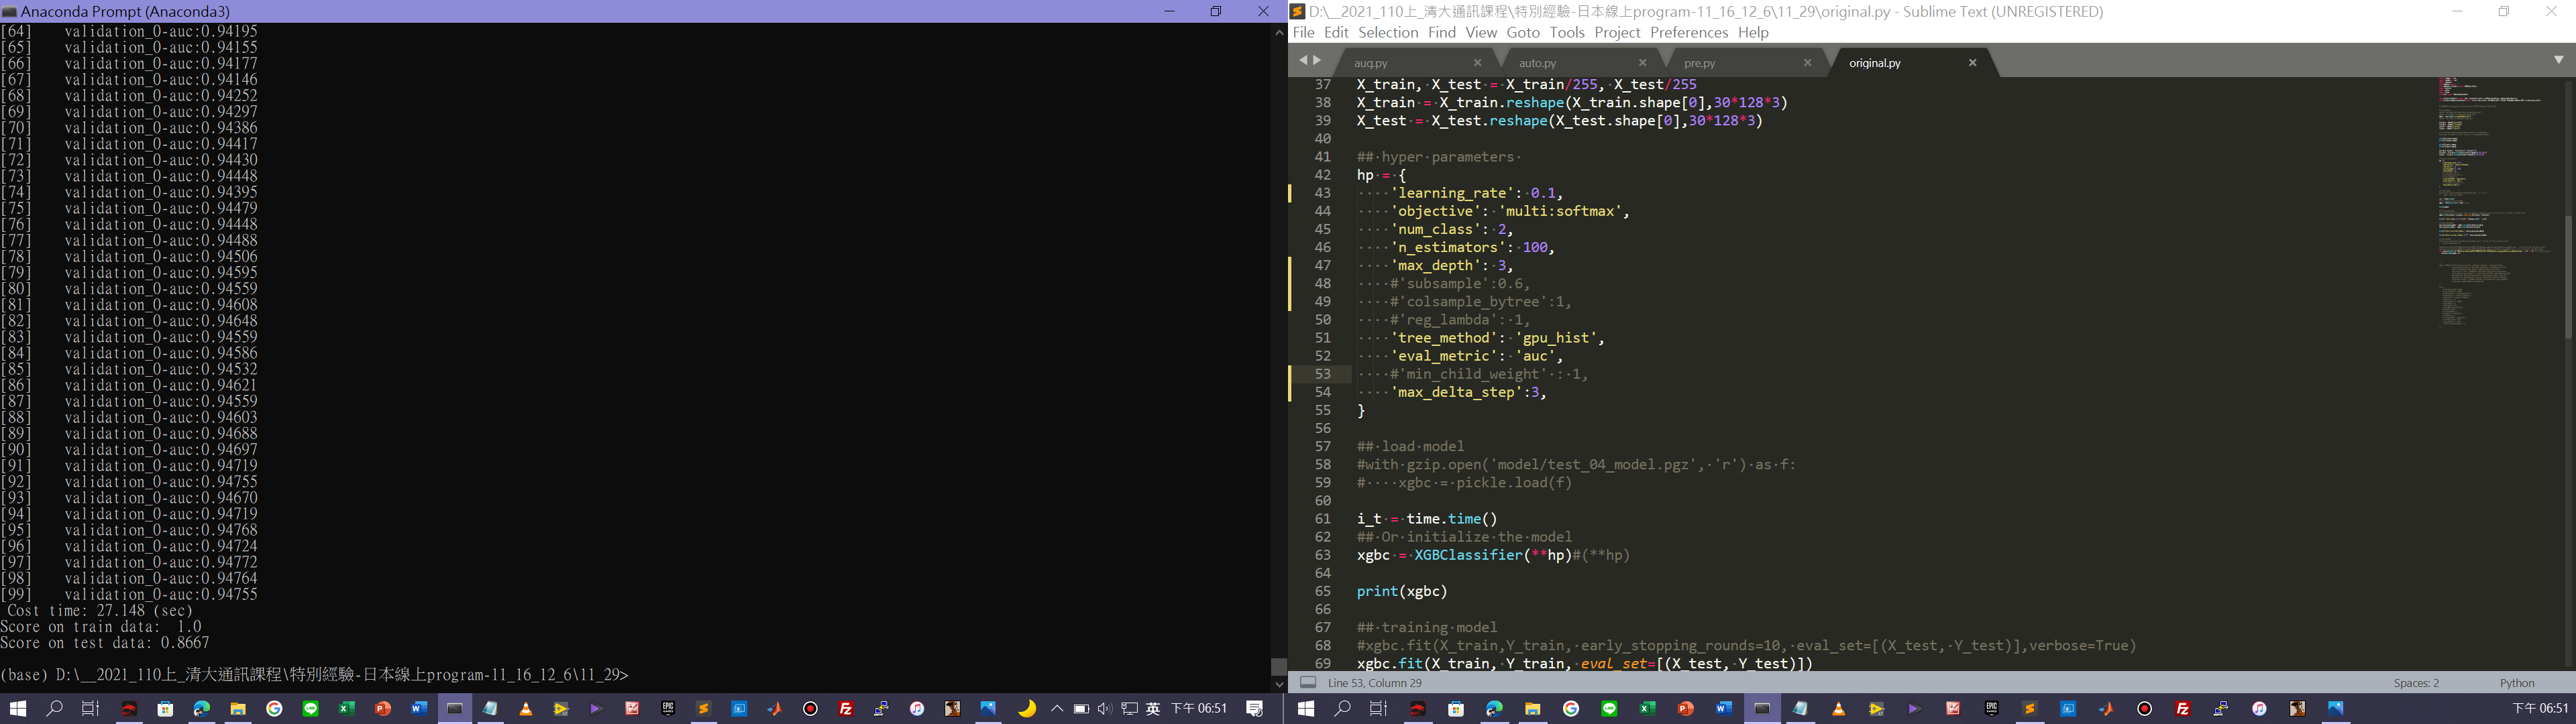 Anaconda Prompt (Anaconda3)
[64] validation_0-auc:0.94195
[65] validation_0-auc:0.94155
[66] validation_0-auc:0.94177
[67] validation_0-auc:0.94146
[68] validation_0-auc:0.94252
[69] validation_0-auc:0.94297
[70] validation_0-auc:0.94386
[71] validation_0-auc:0.94417
[72] validation_0-auc:0.94430
[73] validation_0-auc:0.94448
[74] validation_0-auc:0.94395
[75] validation_0-auc:0.94479
[76] validation_0-auc:0.94448
[77] validation_0-auc:0.94488
[78] validation_0-auc:0.94506
[79] validation_0-auc:0.94595
[80] validation_0-auc:0.94559
[81] validation_0-auc:0.94608
[82] validation_0-auc:0.94648
[83] validation_0-auc:0.94559
[84] validation_0-auc:0.94586
[85] validation_0-auc:0.94532
[86] validation_0-auc:0.94621
[87] validation_0-auc:0.94559
[88] validation_0-auc:0.94603
[89] validation_0-auc:0.94688
[90] validation_0-auc:0.94697
[91] validation_0-auc:0.94719
[92] validation_0-auc:0.94755
[93] validation_0-auc:0.94670
[94] validation_0-auc:0.94719
[95] validation_0-auc:0.94768
[96] validation_0-auc:0.94724
[97] validation_0-auc:0.94772
[98] validation_0-auc:0.94764
[99] validation_0-auc:0.94755
Cost time: 27.148 (sec)
Score on train data:  1.0
Score on test data: 0.8667
(base) D:\__2021_110上_清大通訊課程\特別經驗-日本線上program-11_16_12_6\11_29>
英 下午 06:51
D:\__2021_110上_清大通訊課程\特別經驗-日本線上program-11_16_12_6\11_29\original.py - Sublime Text (UNREGISTERED)
File Edit Selection Find View Goto Tools Project Preferences Help
aug.py auto.py pre.py original.py
37 X_train, X_test = X_train/255, X_test/255
38 X_train = X_train.reshape(X_train.shape[0],30*128*3)
39 X_test = X_test.reshape(X_test.shape[0],30*128*3)
40
41 ## hyper parameters
42 hp = {
43 'learning_rate': 0.1,
44 'objective': 'multi:softmax',
45 'num_class': 2,
46 'n_estimators': 100,
47 'max_depth': 3,
48 #'subsample':0.6,
49 #'colsample_bytree':1,
50 #'reg_lambda': 1,
51 'tree_method': 'gpu_hist',
52 'eval_metric': 'auc',
53 #'min_child_weight' : 1,
54 'max_delta_step':3,
55 }
56
57 ## load model
58 #with gzip.open('model/test_04_model.pgz', 'r') as f:
59 #    xgbc = pickle.load(f)
60
61 i_t = time.time()
62 ## Or initialize the model
63 xgbc = XGBClassifier(**hp)#(**hp)
64
65 print(xgbc)
66
67 ## training model
68 #xgbc.fit(X_train,Y_train, early_stopping_rounds=10, eval_set=[(X_test, Y_test)],verbose=True)
69 xgbc.fit(X_train, Y_train, eval_set=[(X_test, Y_test)])
Line 53, Column 29 Spaces: 2 Python
下午 06:51